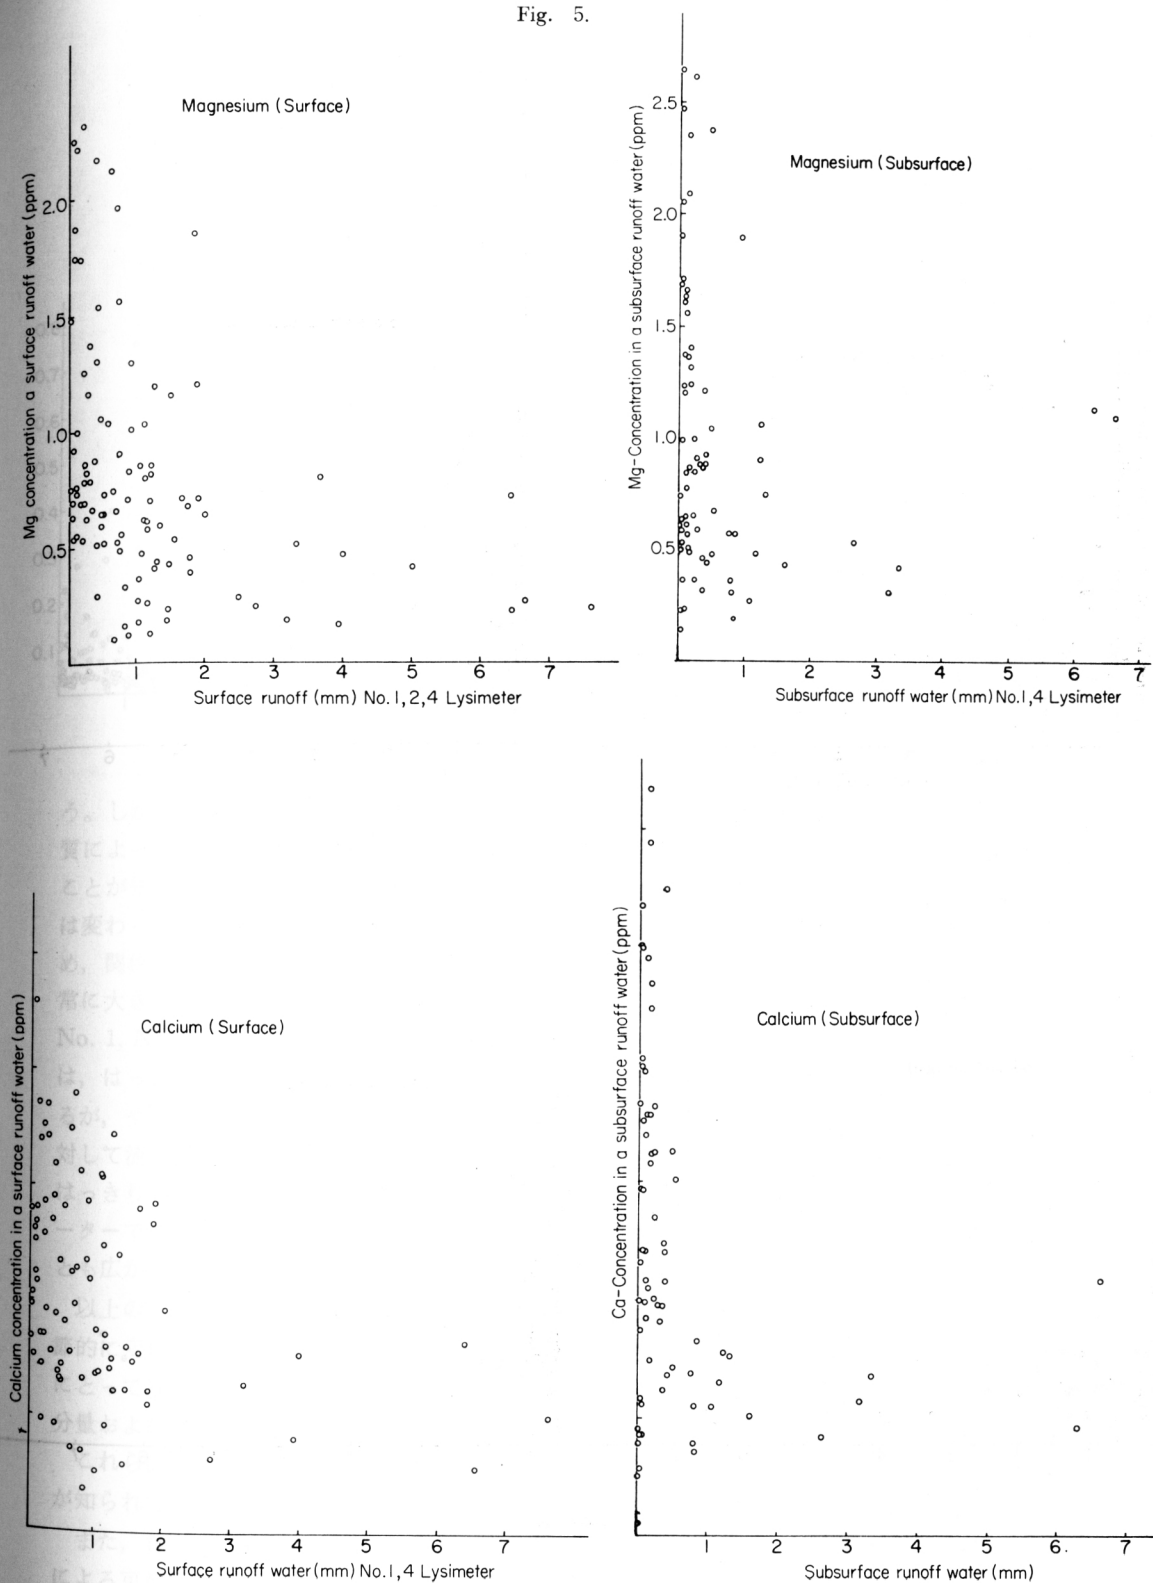 Fig. 5.
Magnesium (Surface)
Mg concentration a surface runoff water (ppm)
2.0
1.5
1.0
0.5
1 2 3 4 5 6 7
Surface runoff (mm) No. 1, 2, 4 Lysimeter
Magnesium (Subsurface)
Mg-Concentration in a subsurface runoff water (ppm)
2.5
2.0
1.5
1.0
0.5
1 2 3 4 5 6 7
Subsurface runoff water (mm) No. 1, 4 Lysimeter
Calcium (Surface)
Calcium concentration in a surface runoff water (ppm)
1 2 3 4 5 6 7
Surface runoff water (mm) No. 1, 4 Lysimeter
Calcium (Subsurface)
Ca-Concentration in a subsurface runoff water (ppm)
1 2 3 4 5 6 7
Subsurface runoff water (mm)